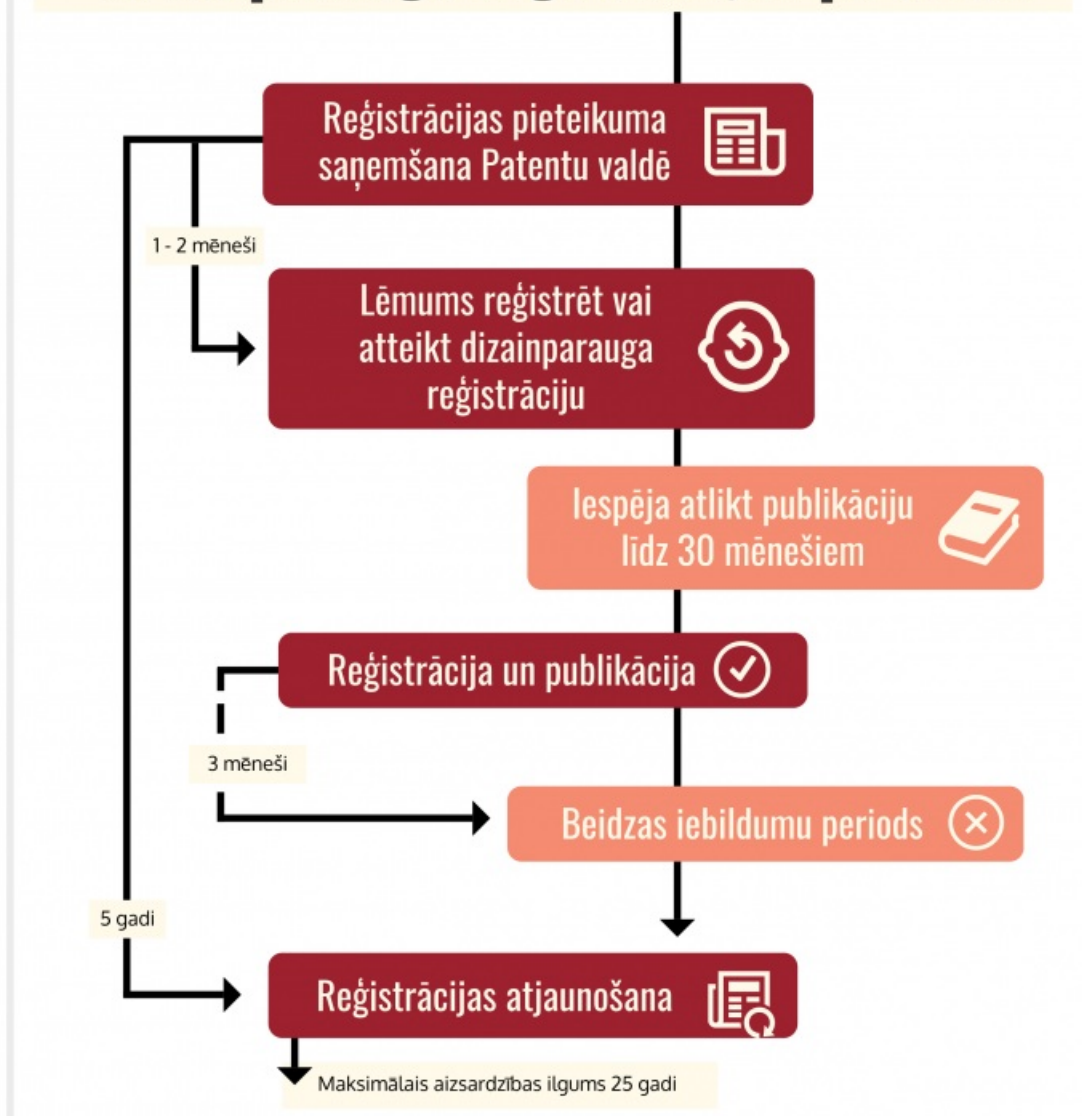 Reģistrācijas pieteikuma
saņemšana Patentu valdē
1 - 2 mēneši
Lēmums reģistrēt vai
atteikt dizainparauga
reģistrāciju
Iespēja atlikt publikāciju
līdz 30 mēnešiem
Reģistrācija un publikācija
3 mēneši
Beidzas iebildumu periods
5 gadi
Reģistrācijas atjaunošana
Maksimālais aizsardzības ilgums 25 gadi